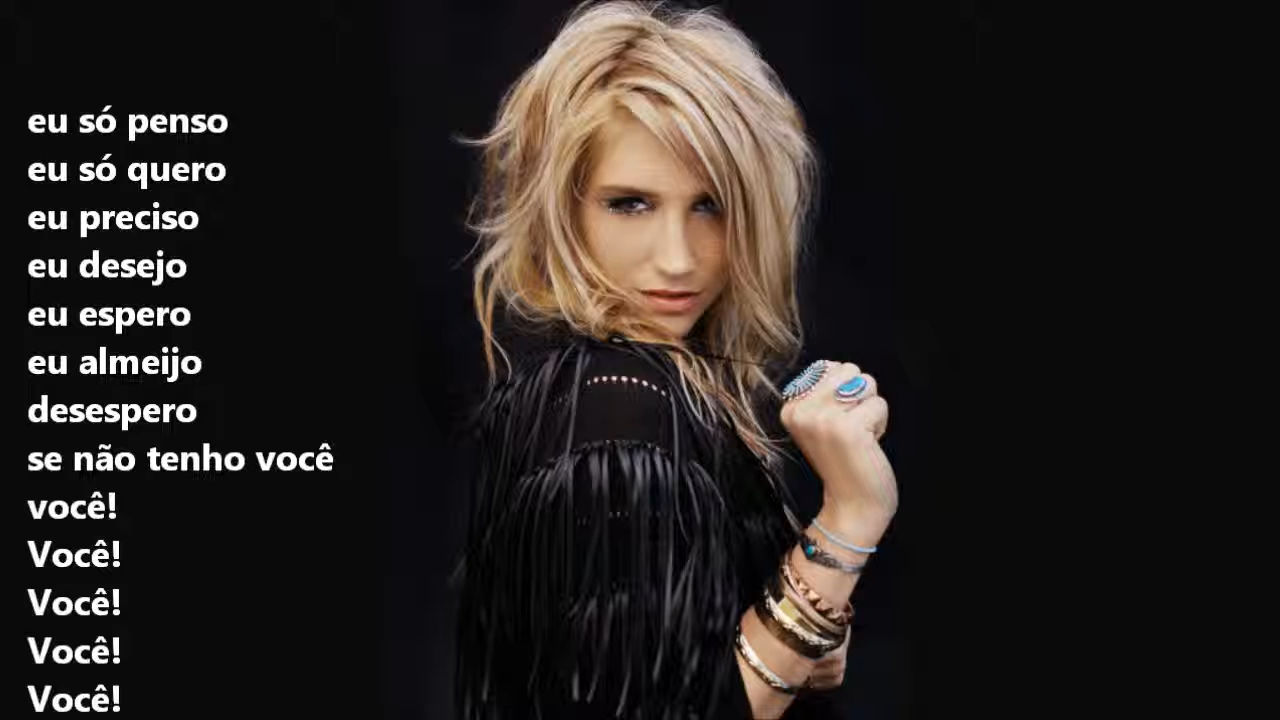 eu só penso
eu só quero
eu preciso
eu desejo
eu espero
eu almeijo
desespero
se não tenho você
você!
Você!
Você!
Você!
Você!